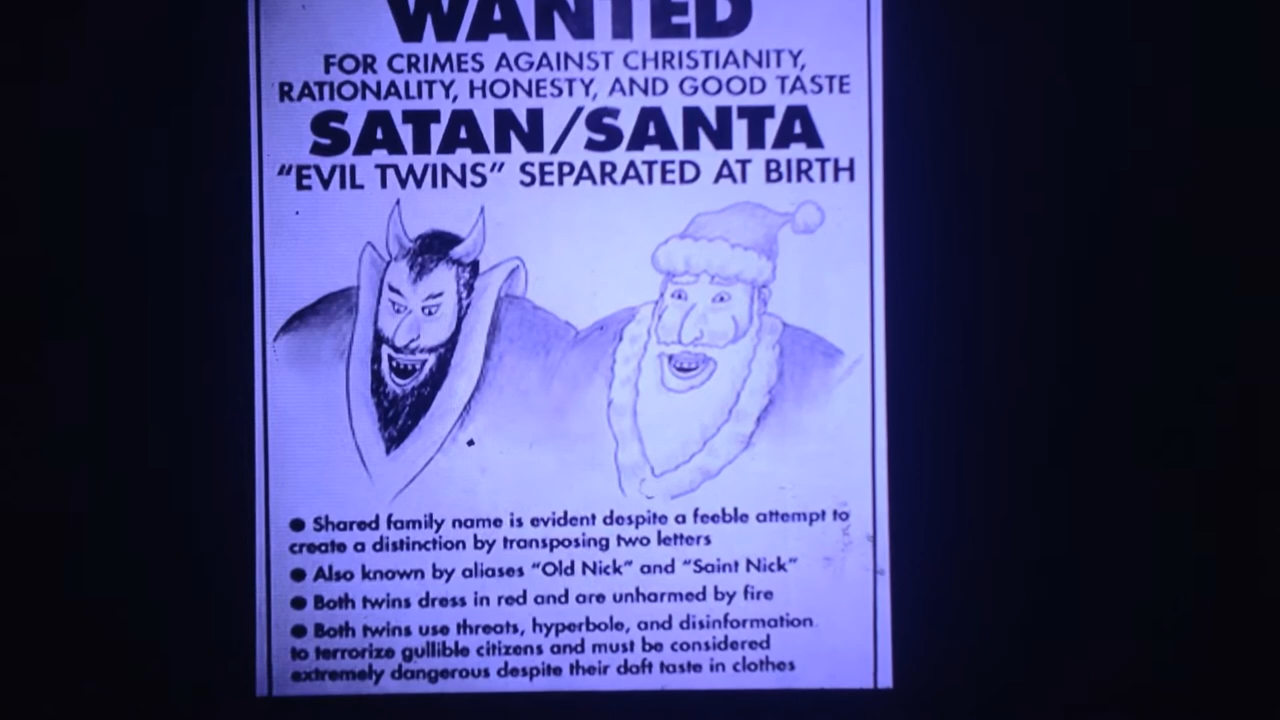 WANTED
FOR CRIMES AGAINST CHRISTIANITY,
RATIONALITY, HONESTY, AND GOOD TASTE
SATAN/SANTA
“EVIL TWINS” SEPARATED AT BIRTH
● Shared family name is evident despite a feeble attempt to
create a distinction by transposing two letters
● Also known by aliases “Old Nick” and “Saint Nick”
● Both twins dress in red and are unharmed by fire
● Both twins use threats, hyperbole, and disinformation
to terrorize gullible citizens and must be considered
extremely dangerous despite their daft taste in clothes